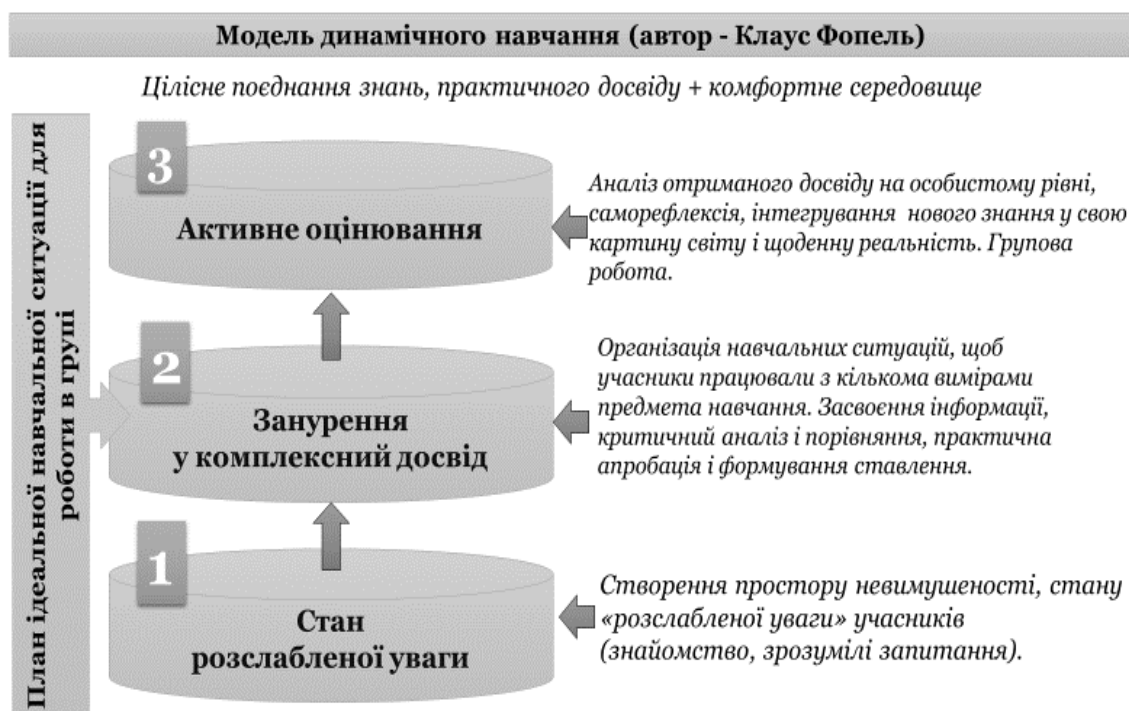 Модель динамічного навчання (автор - Клаус Фопель)
Цілісне поєднання знань, практичного досвіду + комфортне середовище
План ідеальної навчальної ситуації для
роботи в групі
3
Активне оцінювання
Аналіз отриманого досвіду на особистому рівні,
саморефлексія, інтегрування нового знання у свою
картину світу і щоденну реальність. Групова
робота.
2
Занурення
у комплексний досвід
Організація навчальних ситуацій, щоб
учасники працювали з кількома вимірами
предмета навчання. Засвоєння інформації,
критичний аналіз і порівняння, практична
апробація і формування ставлення.
1
Стан
розслабленої уваги
Створення простору невимушеності, стану
«розслабленої уваги» учасників
(знайомство, зрозумілі запитання).